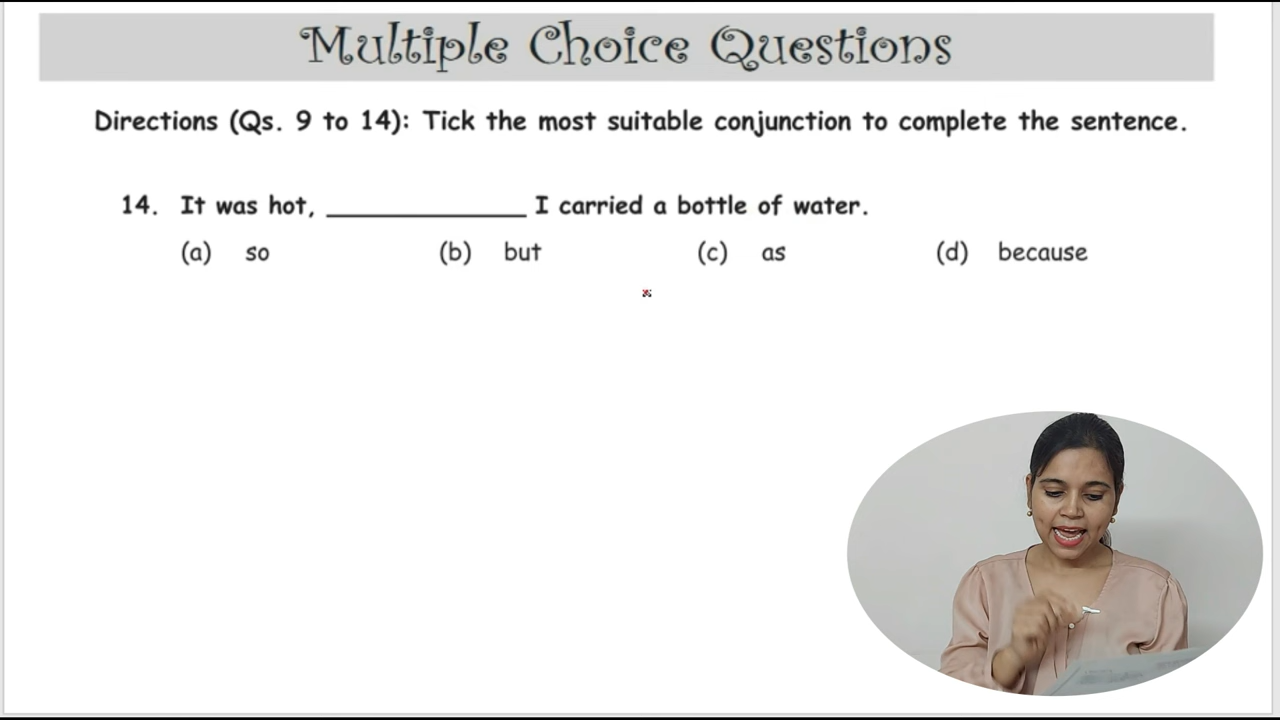 Multiple Choice Questions
Directions (Qs. 9 to 14): Tick the most suitable conjunction to complete the sentence.
14. It was hot, ______________ I carried a bottle of water.
(a) so (b) but (c) as (d) because